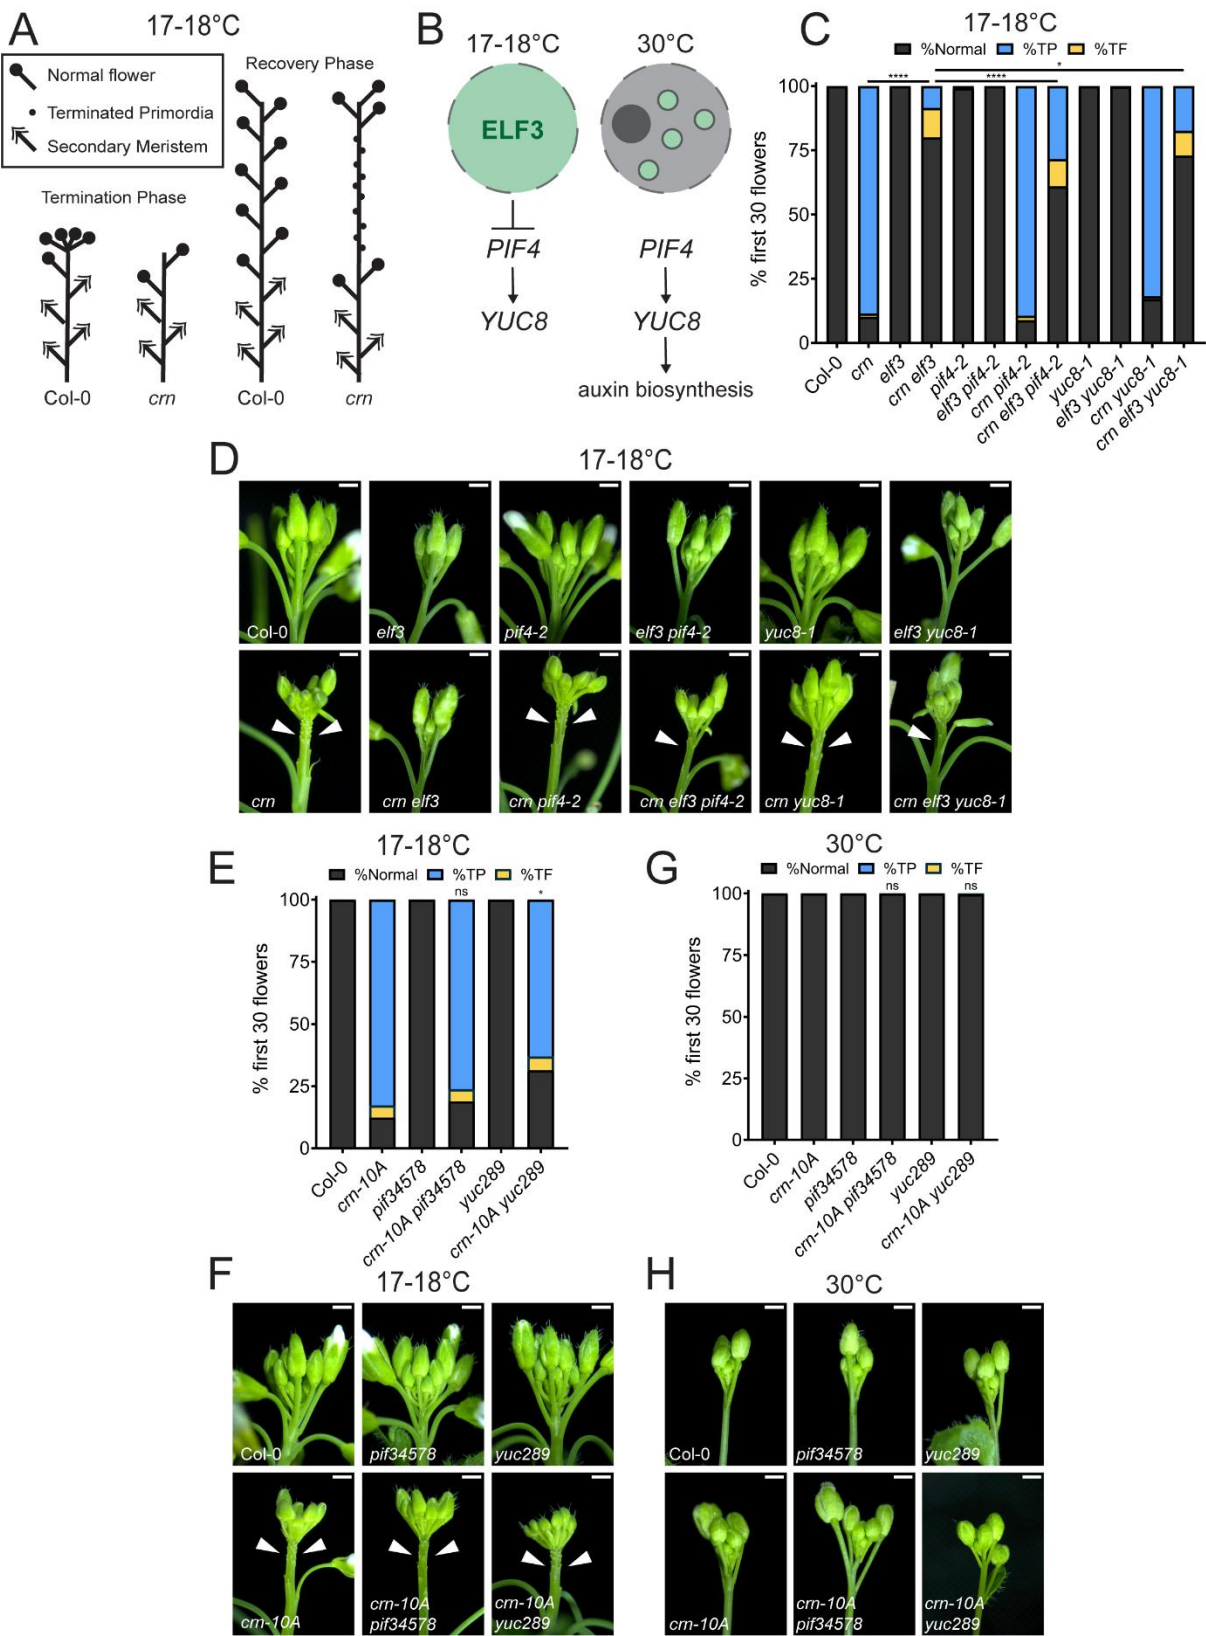 A
17-18°C
Normal flower
Terminated Primordia
Secondary Meristem
Recovery Phase
Termination Phase
Col-0
crn
Col-0
crn
B
17-18°C
30°C
ELF3
PIF4
PIF4
YUC8
YUC8
auxin biosynthesis
C
17-18°C
%Normal
%TP
%TF
****
****
*
% first 30 flowers
100
75
50
25
0
Col-0
crn
elf3
crn elf3
pif4-2
elf3 pif4-2
crn pif4-2
crn elf3 pif4-2
yuc8-1
elf3 yuc8-1
crn yuc8-1
crn elf3 yuc8-1
D
17-18°C
Col-0
elf3
pif4-2
elf3 pif4-2
yuc8-1
elf3 yuc8-1
crn
crn elf3
crn pif4-2
crn elf3 pif4-2
crn yuc8-1
crn elf3 yuc8-1
E
17-18°C
%Normal
%TP
%TF
ns
*
% first 30 flowers
100
75
50
25
0
Col-0
crn-10A
pif34578
crn-10A pif34578
yuc289
crn-10A yuc289
G
30°C
%Normal
%TP
%TF
ns
ns
% first 30 flowers
100
75
50
25
0
Col-0
crn-10A
pif34578
crn-10A pif34578
yuc289
crn-10A yuc289
F
17-18°C
Col-0
pif34578
yuc289
crn-10A
crn-10A
pif34578
crn-10A
yuc289
H
30°C
Col-0
pif34578
yuc289
crn-10A
crn-10A
pif34578
crn-10A
yuc289